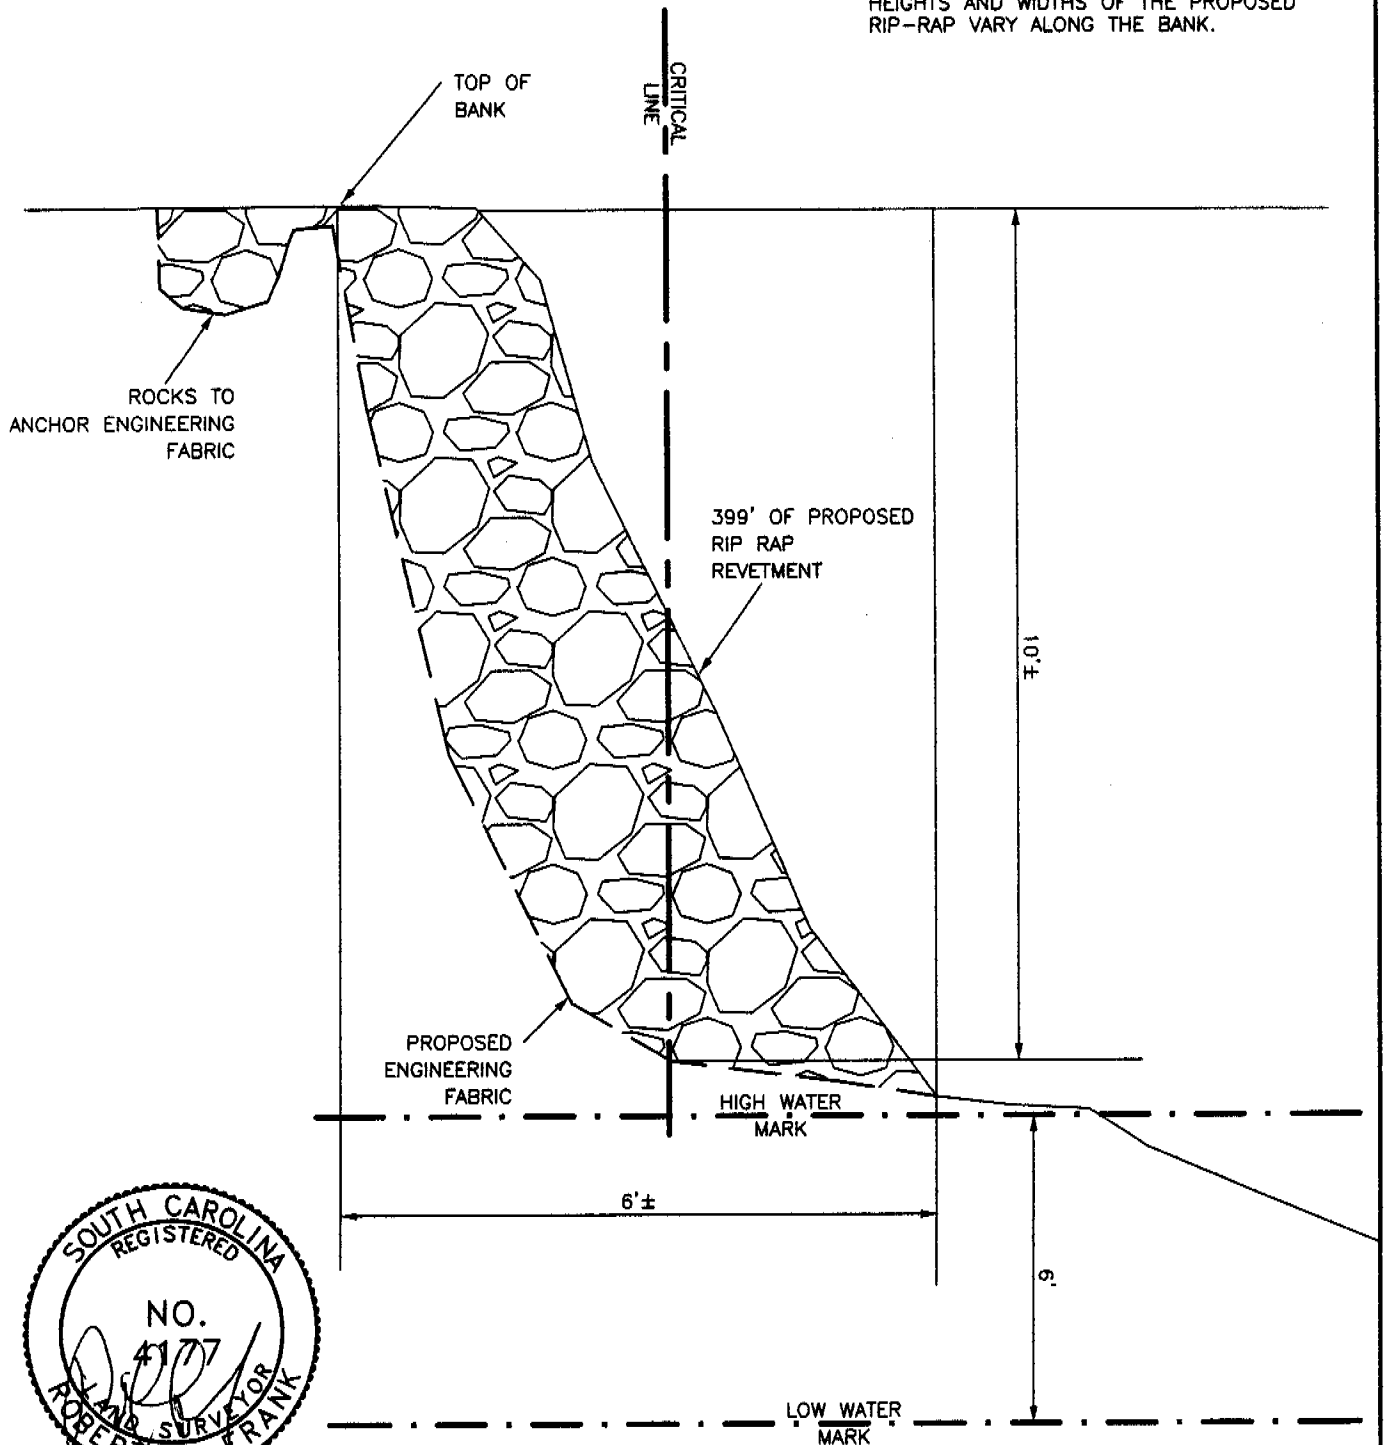 HEIGHTS AND WIDTHS OF THE PROPOSED
RIP-RAP VARY ALONG THE BANK.
TOP OF
BANK
CRITICAL
LINE
ROCKS TO
ANCHOR ENGINEERING
FABRIC
399' OF PROPOSED
RIP RAP
REVETMENT
10'±
PROPOSED
ENGINEERING
FABRIC
HIGH WATER
MARK
6'±
6'
LOW WATER
MARK
SOUTH CAROLINA
REGISTERED
NO.
4177
LAND SURVEYOR
FRANK